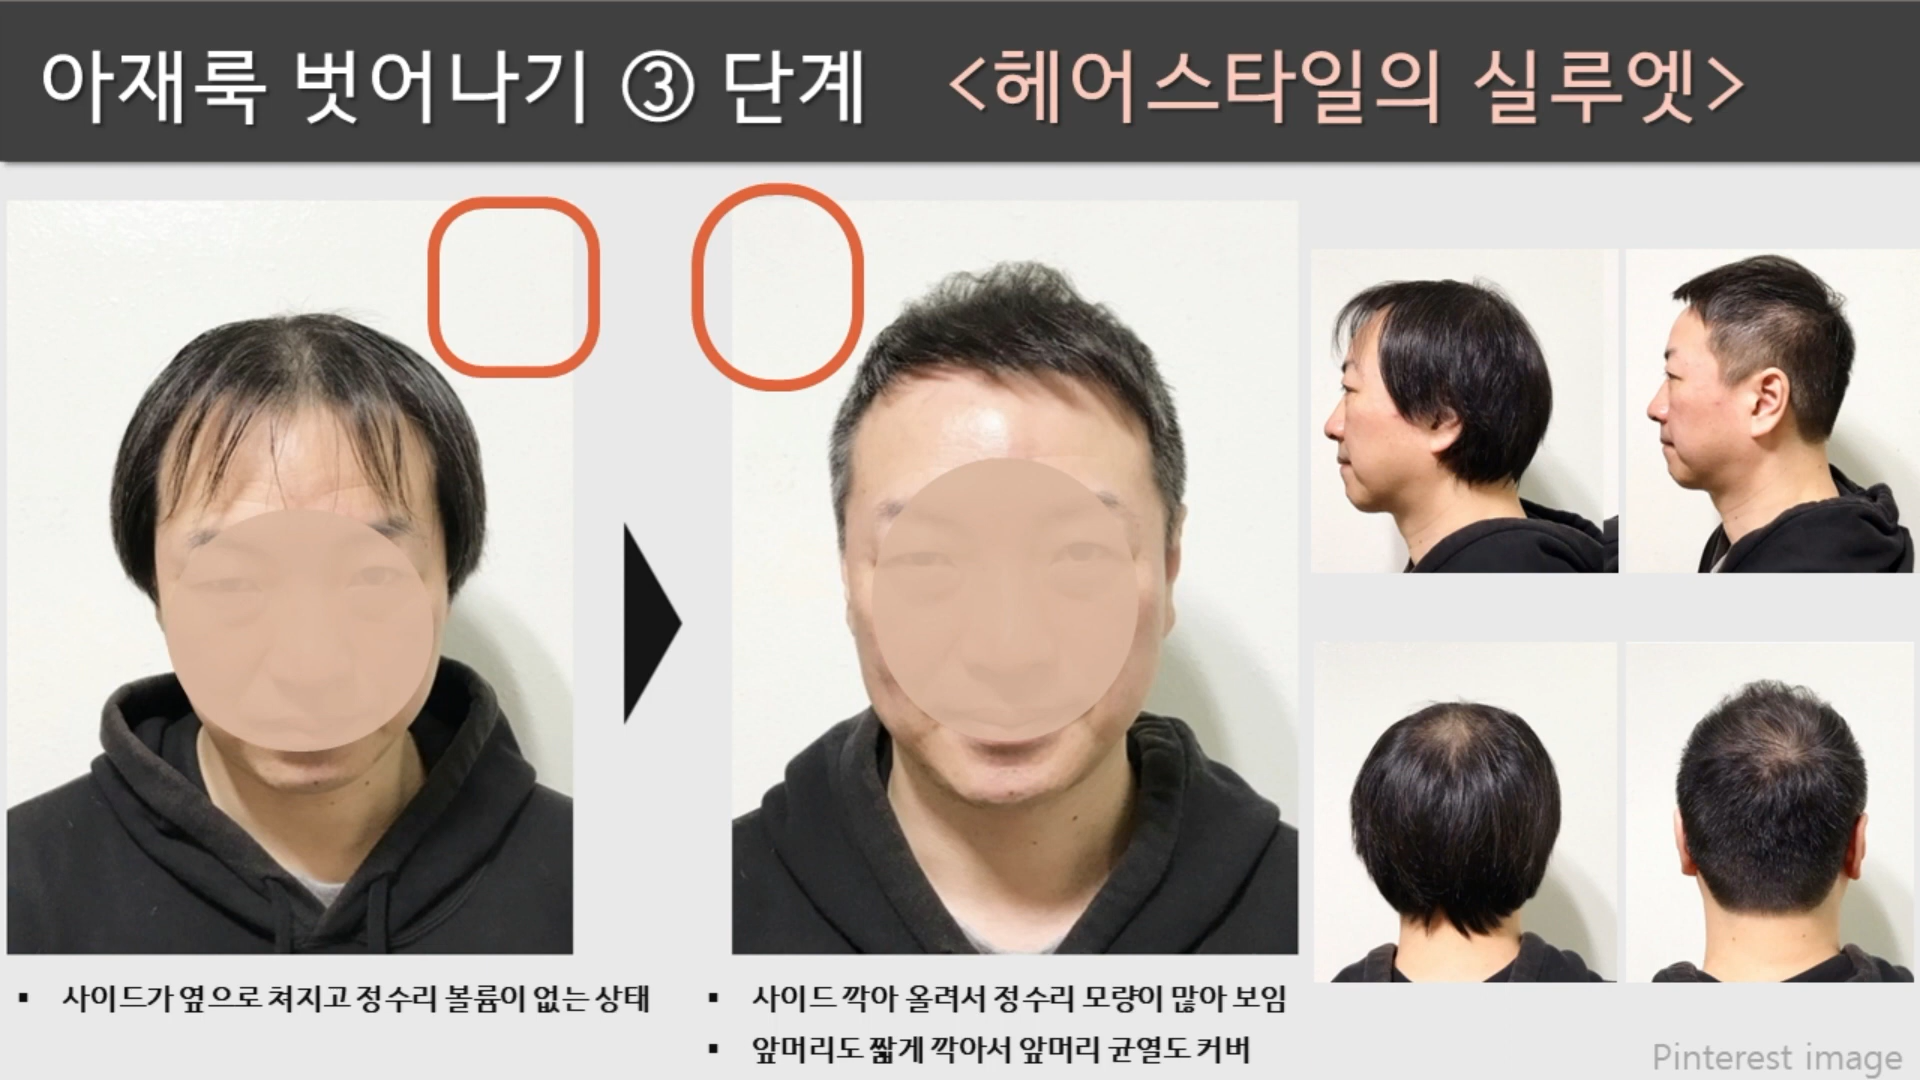 아재룩 벗어나기 ③ 단계 <헤어스타일의 실루엣>
▪ 사이드가 옆으로 쳐지고 정수리 볼륨이 없는 상태
▪ 사이드 깍아 올려서 정수리 모량이 많아 보임
▪ 앞머리도 짧게 깍아서 앞머리 균열도 커버
Pinterest image